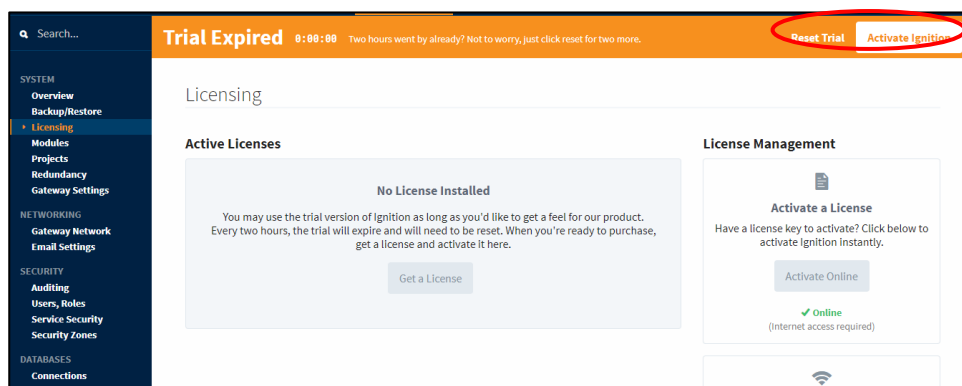 Search...
Trial Expired 0:00:00 Two hours went by already? Not to worry, just click reset for two more. Reset Trial Activate Ignition
SYSTEM
Overview
Backup/Restore
Licensing
Modules
Projects
Redundancy
Gateway Settings
NETWORKING
Gateway Network
Email Settings
SECURITY
Auditing
Users, Roles
Service Security
Security Zones
DATABASES
Connections
Licensing
Active Licenses
No License Installed
You may use the trial version of Ignition as long as you'd like to get a feel for our product.
Every two hours, the trial will expire and will need to be reset. When you're ready to purchase,
get a license and activate it here.
Get a License
License Management
Activate a License
Have a license key to activate? Click below to
activate Ignition instantly.
Activate Online
Online
(Internet access required)